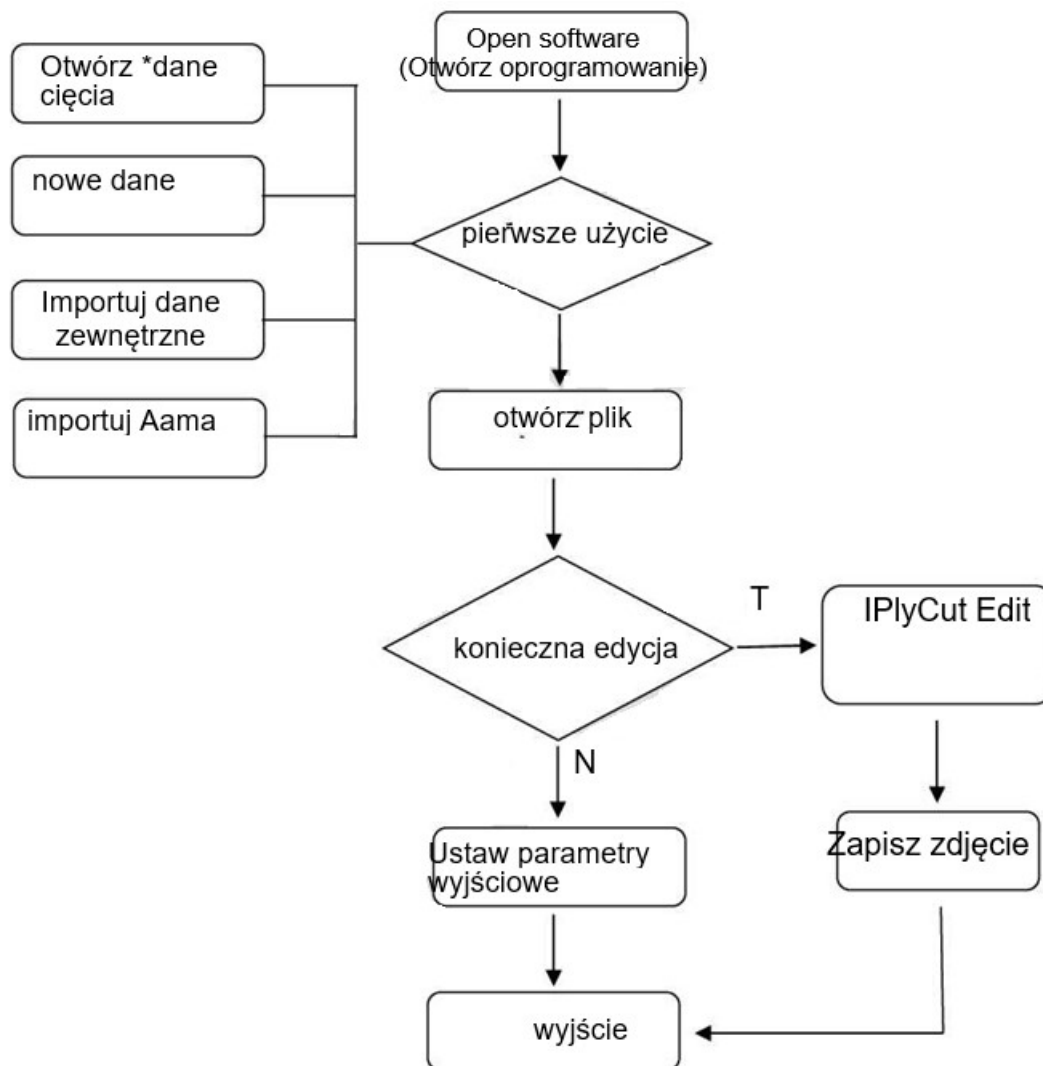 Open software
(Otwórz oprogramowanie)
Otwórz *dane
cięcia
nowe dane
pierwsze użycie
Importuj dane
zewnętrzne
importuj Aama
otwórz plik
konieczna edycja
T
IPlyCut Edit
N
Ustaw parametry
wyjściowe
Zapisz zdjęcie
wyjście